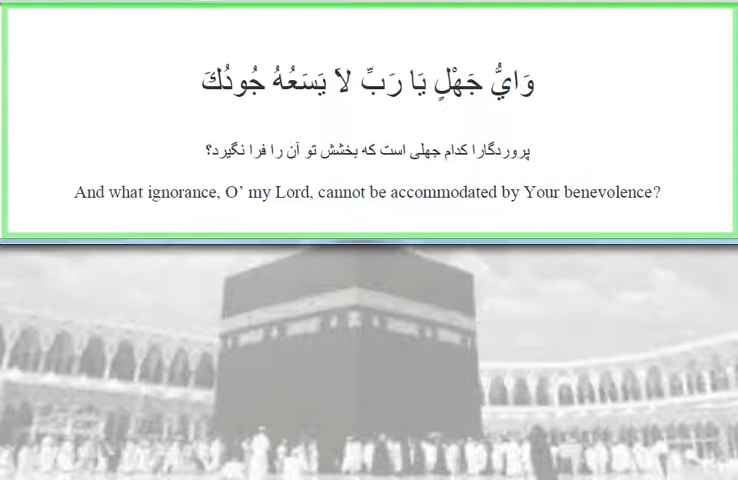 وَايُّ جَهْلٍ يَا رَبِّ لاَ يَسَعُهُ جُودُكَ
پروردگارا کدام جهلی است که بخشش تو آن را فرا نگیرد؟
And what ignorance, O’ my Lord, cannot be accommodated by Your benevolence?